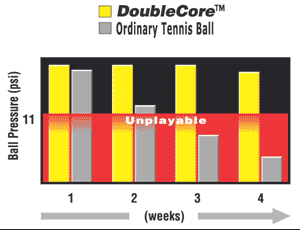 DoubleCore™
Ordinary Tennis Ball
Ball Pressure (psi)
11
Unplayable
1 2 3 4
(weeks)